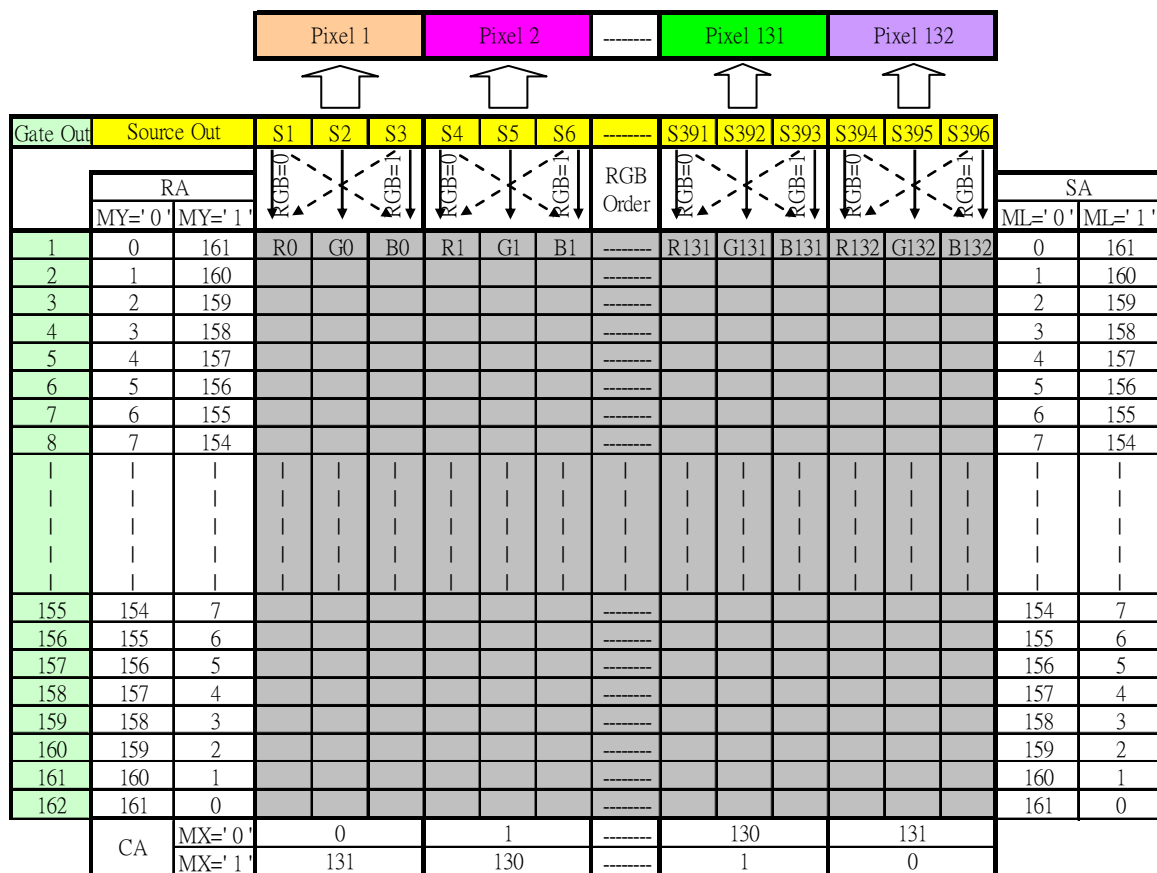 Pixel 1 Pixel 2 -------- Pixel 131 Pixel 132
Gate Out Source Out S1 S2 S3 S4 S5 S6 -------- S391 S392 S393 S394 S395 S396
RGB=0 RGB=1 RGB=0 RGB=1 RGB Order RGB=0 RGB=1 RGB=0 RGB=1
RA SA
MY=' 0 ' MY=' 1 ' ML=' 0 ' ML=' 1 '
1 0 161 R0 G0 B0 R1 G1 B1 -------- R131 G131 B131 R132 G132 B132 0 161
2 1 160 -------- 1 160
3 2 159 -------- 2 159
4 3 158 -------- 3 158
5 4 157 -------- 4 157
6 5 156 -------- 5 156
7 6 155 -------- 6 155
8 7 154 -------- 7 154
| | | | | | | | | | | | | | | | | |
| | | | | | | | | | | | | | | | | |
| | | | | | | | | | | | | | | | | |
| | | | | | | | | | | | | | | | | |
| | | | | | | | | | | | | | | | | |
| | | | | | | | | | | | | | | | | |
155 154 7 -------- 154 7
156 155 6 -------- 155 6
157 156 5 -------- 156 5
158 157 4 -------- 157 4
159 158 3 -------- 158 3
160 159 2 -------- 159 2
161 160 1 -------- 160 1
162 161 0 -------- 161 0
CA MX=' 0 ' 0 1 -------- 130 131
MX=' 1 ' 131 130 -------- 1 0